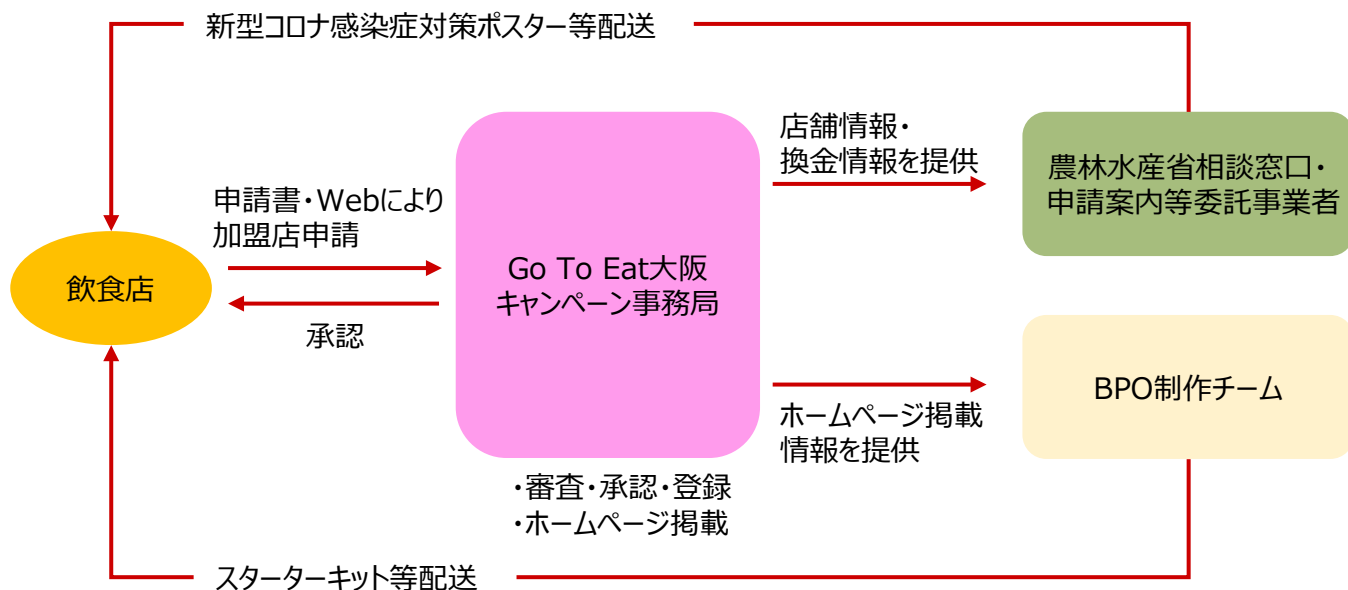 新型コロナ感染症対策ポスター等配送
店舗情報・
換金情報を提供
農林水産省相談窓口・
申請案内等委託事業者
申請書・Webにより
加盟店申請
飲食店
Go To Eat大阪
キャンペーン事務局
承認
BPO制作チーム
ホームページ掲載
情報を提供
・審査・承認・登録
・ホームページ掲載
スターターキット等配送